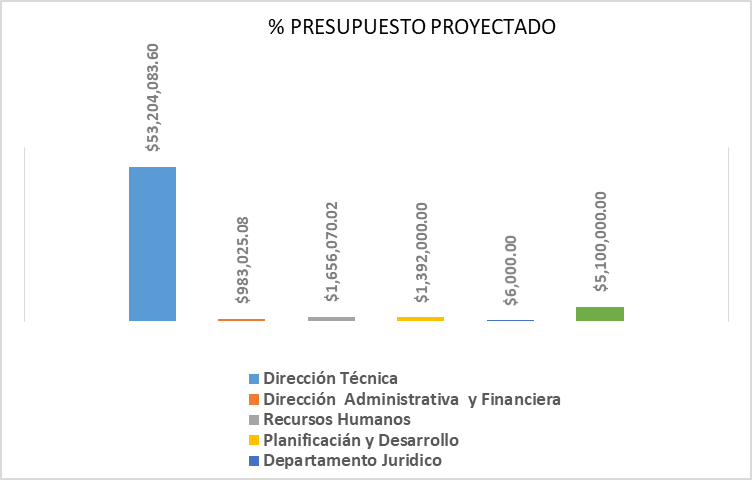 % PRESUPUESTO PROYECTADO
$53,204,083.60
$983,025.08
$1,656,070.02
$1,392,000.00
$6,000.00
$5,100,000.00
Dirección Técnica
Dirección  Administrativa  y Financiera
Recursos Humanos
Planificacián y Desarrollo
Departamento Juridico